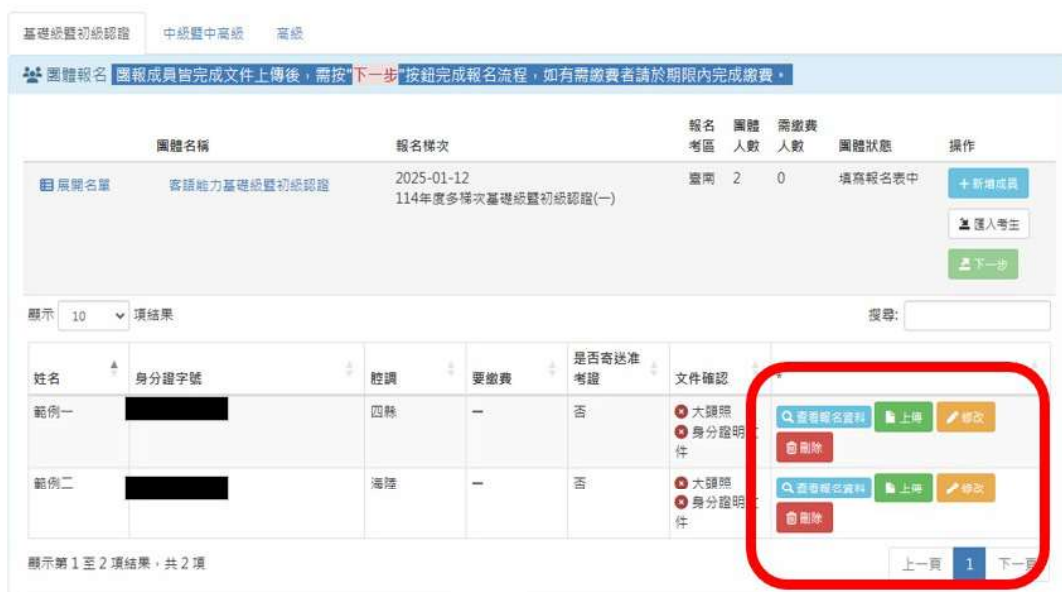 基礎級暨初級認證 中級暨中高級 高級
團體報名 團報成員皆完成文件上傳後，需按"下一步"按鈕完成報名流程，如有需繳費者請於期限內完成繳費。
團體名稱 報名梯次 報名考區 團體人數 需繳費人數 團體狀態 操作
展開名單 客語能力基礎級暨初級認證 2025-01-12 臺南 2 0 填寫報名表中 +新增成員
114年度多梯次基礎級暨初級認證(一)
匯入考生
下一步
顯示 10 項結果 搜尋:
姓名 身分證字號 腔調 要繳費 是否寄送准考證 文件確認 *
範例一 四縣 — 否 大頭照 查看報名資料 上傳 修改
身分證明文件 刪除
範例二 海陸 — 否 大頭照 查看報名資料 上傳 修改
身分證明文件 刪除
顯示第 1 至 2 項結果，共 2 項 上一頁 1 下一頁